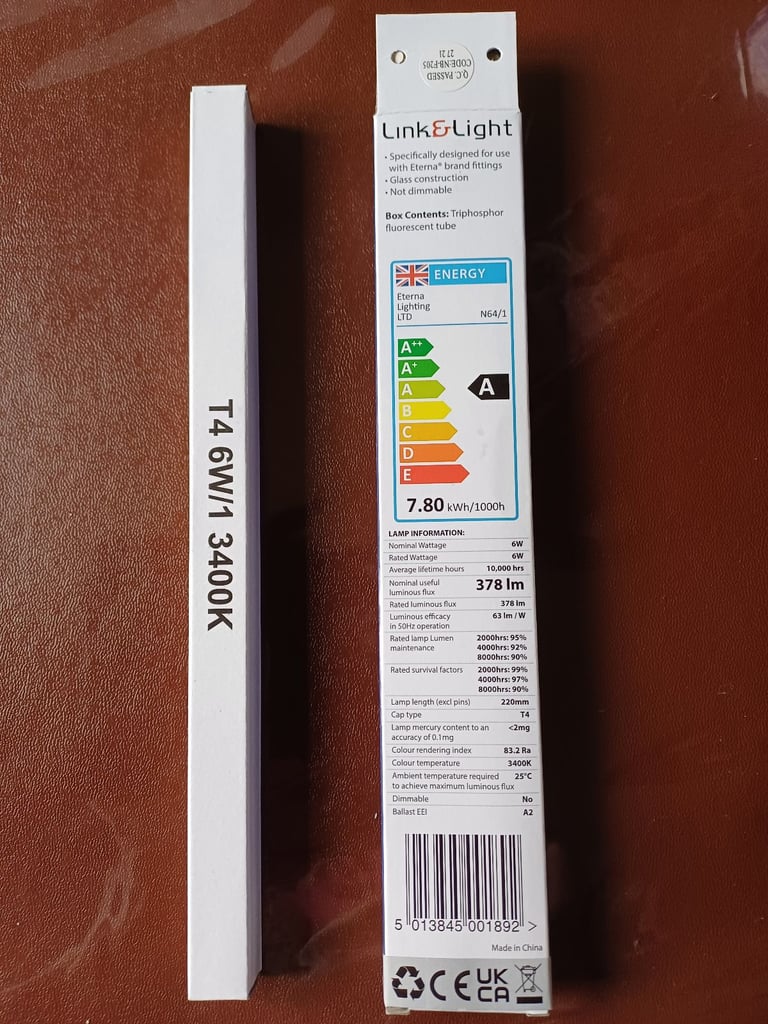 T4 6W/1 3400K
Q.C. PASSED
CODE:NB-F205
27 21
Link&Light
• Specifically designed for use
with Eterna® brand fittings
• Glass construction
• Not dimmable
Box Contents: Triphosphor
fluorescent tube
ENERGY
Eterna
Lighting
LTD N64/1
A++
A+
A A
B
C
D
E
7.80 kWh/1000h
LAMP INFORMATION:
Nominal Wattage 6W
Rated Wattage 6W
Average lifetime hours 10,000 hrs
Nominal useful
luminous flux 378 lm
Rated luminous flux 378 lm
Luminous efficacy
in 50Hz operation 63 lm / W
Rated lamp Lumen 2000hrs: 95%
maintenance 4000hrs: 92%
8000hrs: 90%
Rated survival factors 2000hrs: 99%
4000hrs: 97%
8000hrs: 90%
Lamp length (excl pins) 220mm
Cap type T4
Lamp mercury content to an <2mg
accuracy of 0.1mg
Colour rendering index 83.2 Ra
Colour temperature 3400K
Ambient temperature required 25°C
to achieve maximum luminous flux
Dimmable No
Ballast EEI A2
5 013845 001892 >
Made in China
CE UK
CA